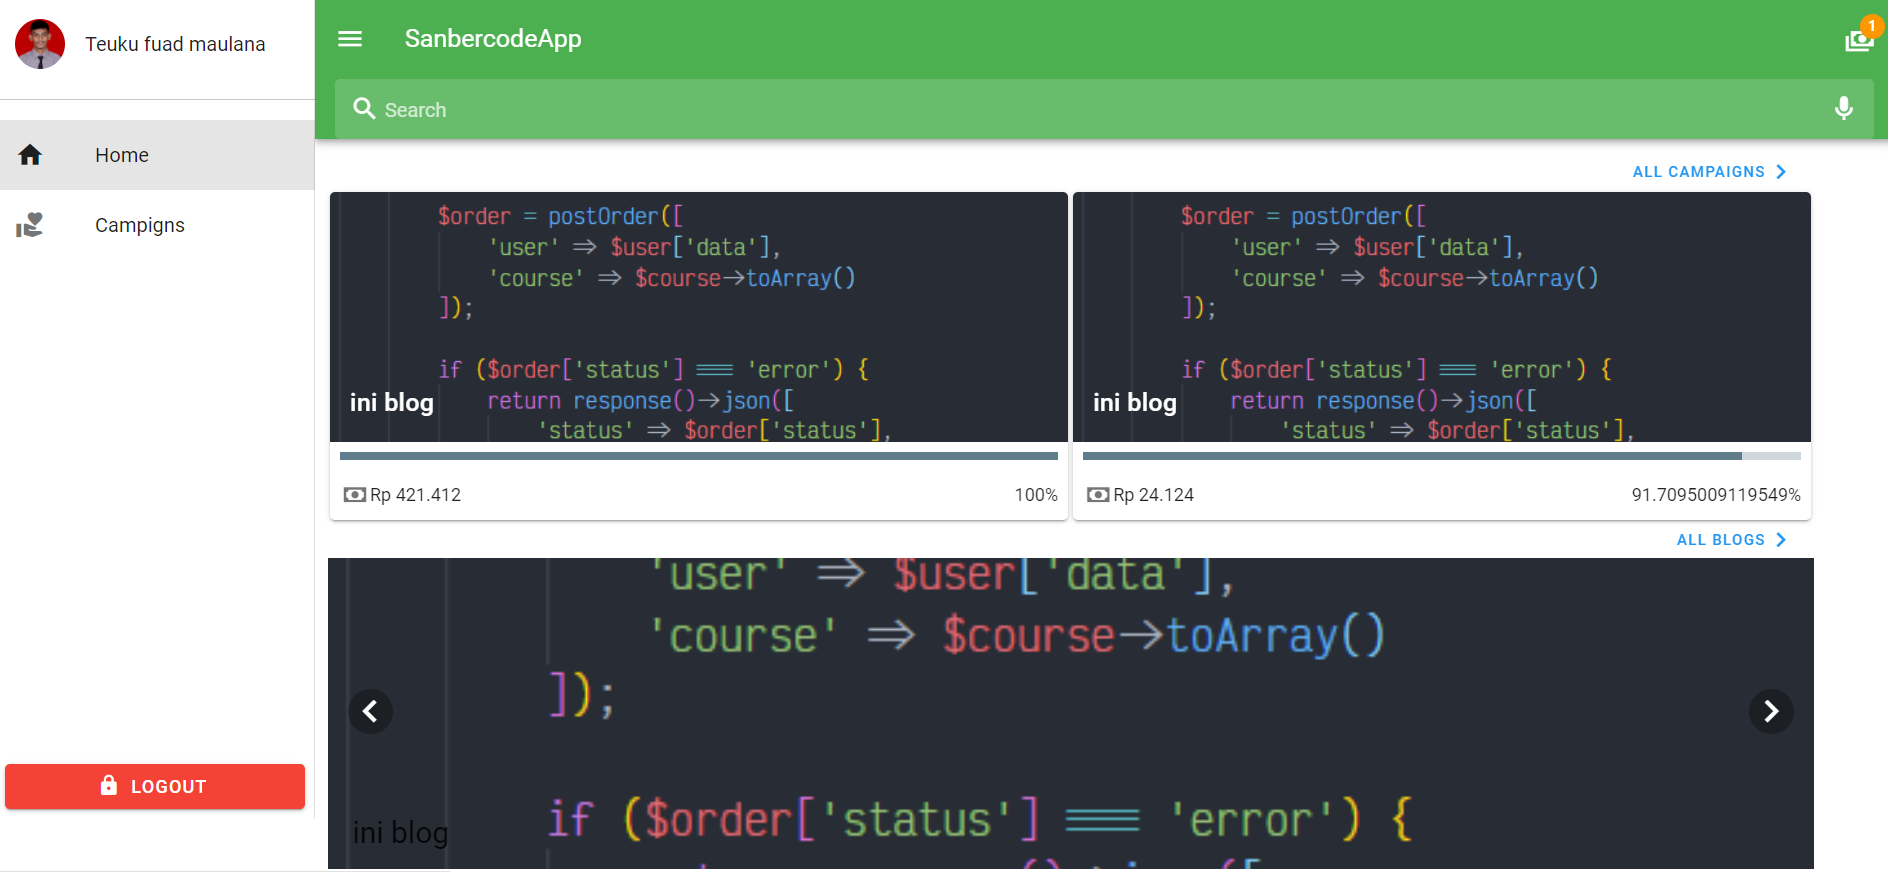 Teuku fuad maulana
Home
Campigns
LOGOUT
SanbercodeApp
1
Search
ALL CAMPAIGNS
$order = postOrder([
'user' => $user['data'],
'course' => $course->toArray()
]);
if ($order['status'] === 'error') {
return response()->json([
'status' => $order['status'],
ini blog
Rp 421.412
100%
$order = postOrder([
'user' => $user['data'],
'course' => $course->toArray()
]);
if ($order['status'] === 'error') {
return response()->json([
'status' => $order['status'],
ini blog
Rp 24.124
91.7095009119549%
ALL BLOGS
'user' => $user['data'],
'course' => $course->toArray()
]);
if ($order['status'] === 'error') {
ini blog